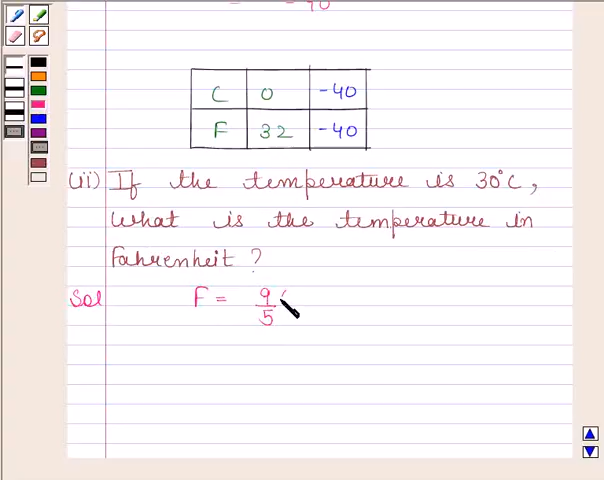 C 0 -40
F 32 -40
(ii) If the temperature is 30°C,
What is the temperature in
Fahrenheit ?
Sol F = 9/5